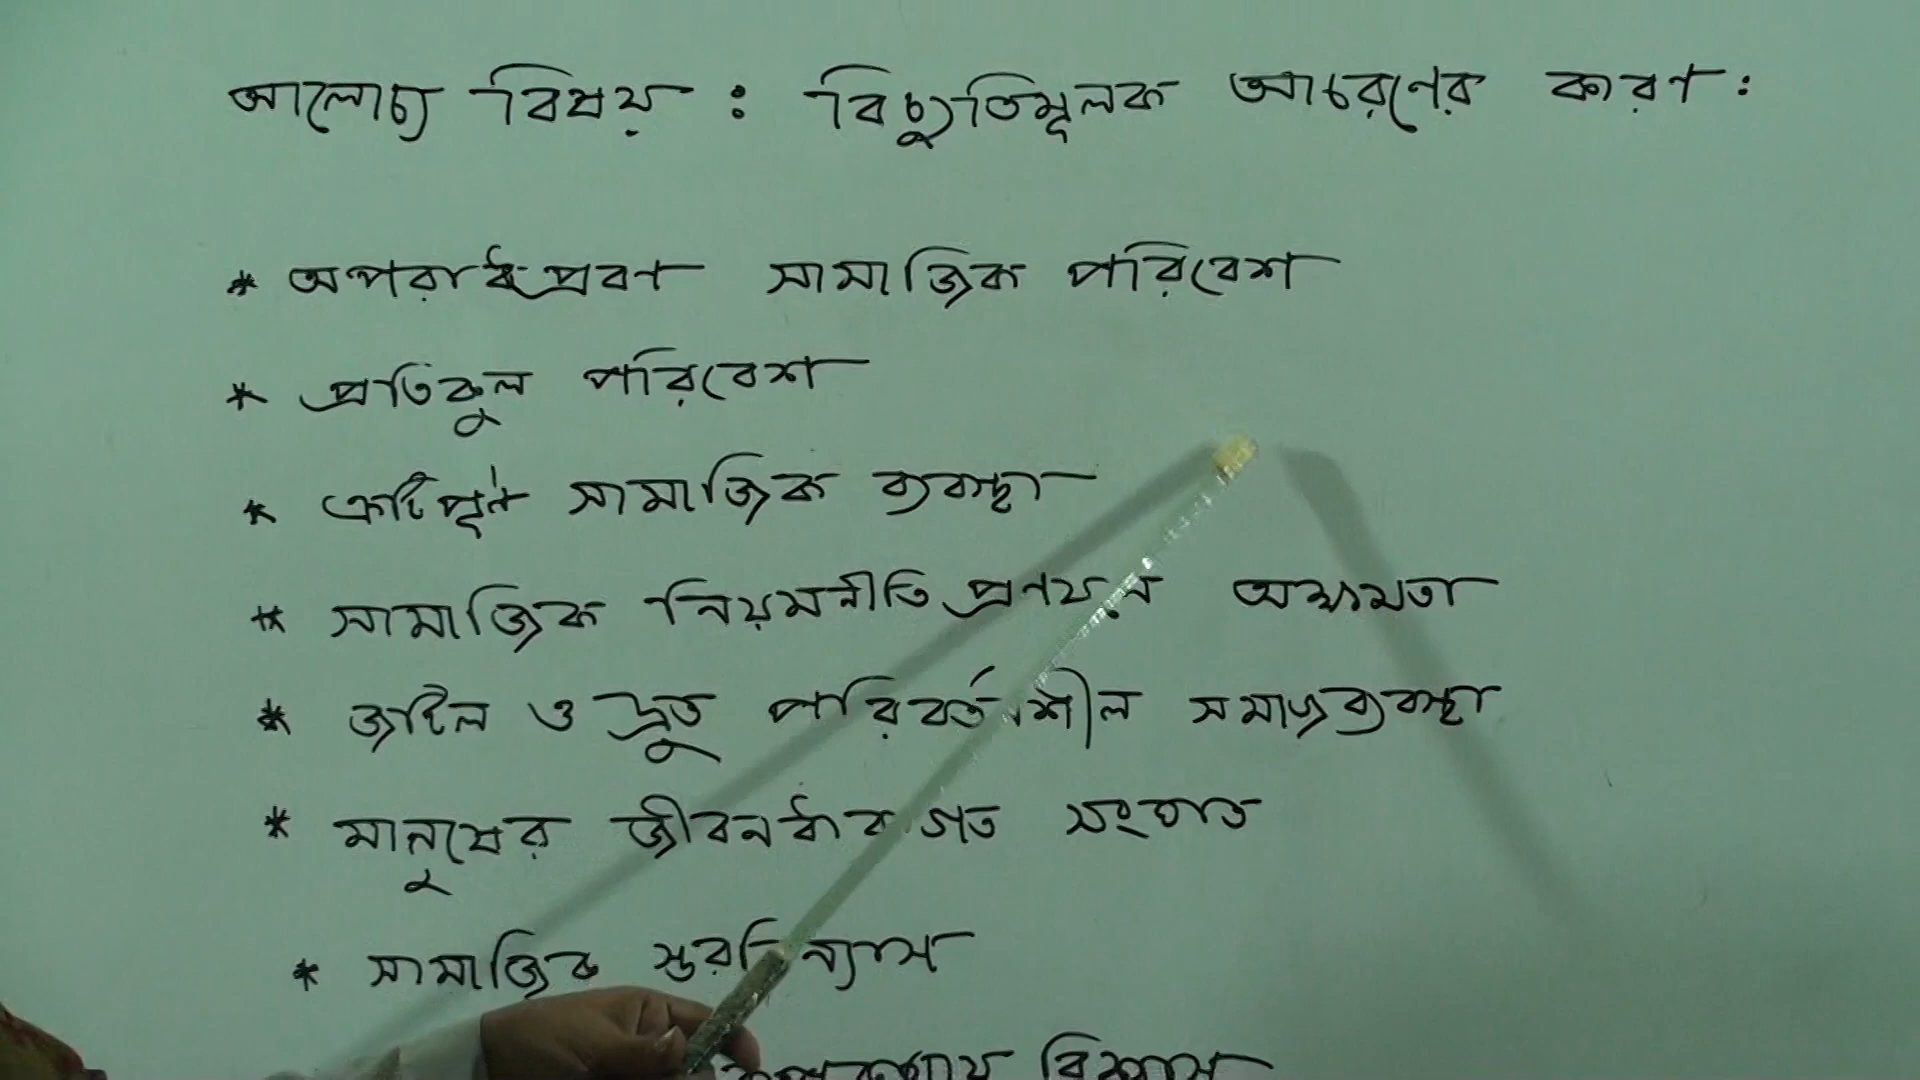 আলোচ্য বিষয় : বিচ্যুতিমূলক আচরণের কারণ :
* অপরাধপ্রবণ সামাজিক পরিবেশ
* প্রতিকুল পরিবেশ
* ত্রুটিপূর্ণ সামাজিক ব্যবস্থা
* সামাজিক নিয়মনীতি প্রণয়নে অক্ষমতা
* জটিল ও দ্রুত পরিবর্তনশীল সমাজব্যবস্থা
* মানুষের জীবনধারাগত সংঘাত
* সামাজিক স্তরবিন্যাস
বিশ্বাস